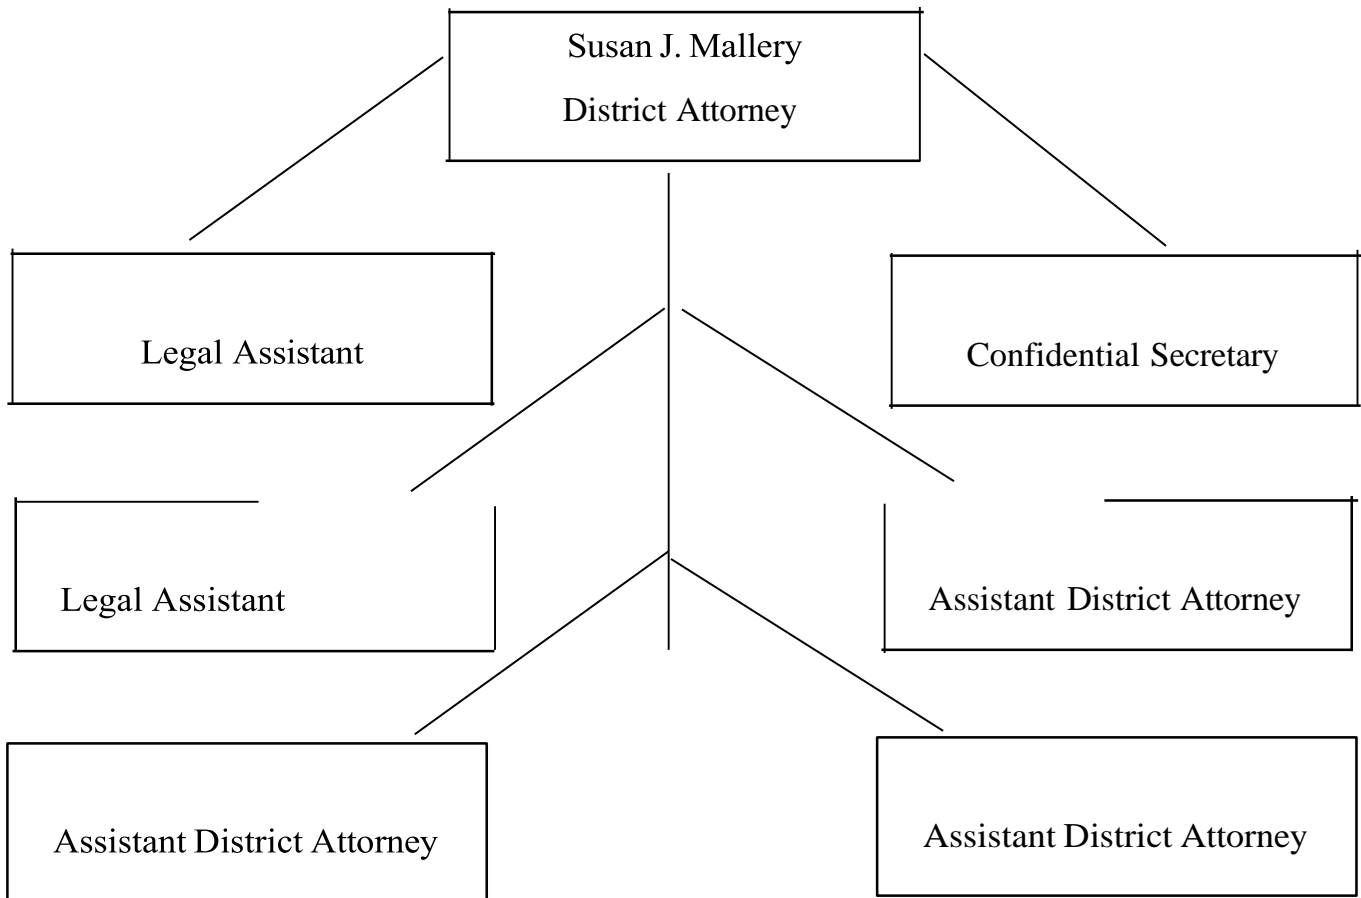 Susan J. Mallery
District Attorney
Legal Assistant
Confidential Secretary
Legal Assistant
Assistant District Attorney
Assistant District Attorney
Assistant District Attorney